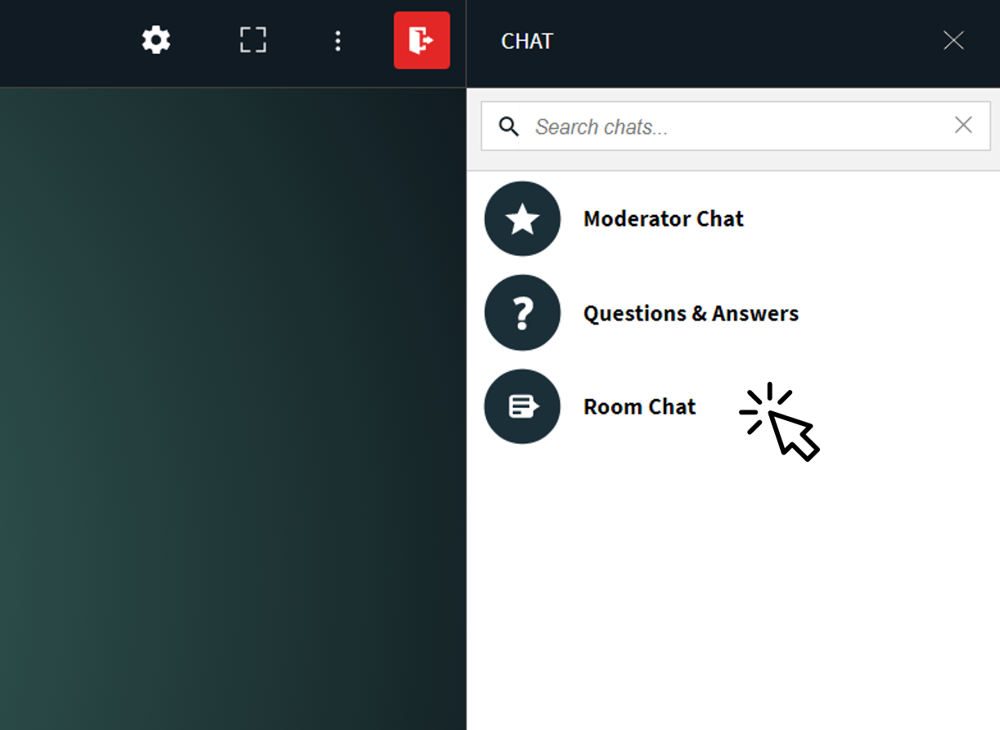 CHAT
Search chats...
Moderator Chat
Questions & Answers
Room Chat